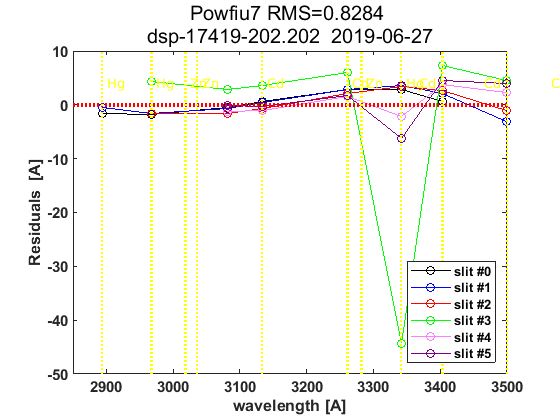 Powfiu7 RMS=0.8284
dsp-17419-202.202 2019-06-27
10
0
-10
-20
-30
-40
-50
Residuals [A]
Hg
Hg
Zn
Cd
Cd
2900
3000
3100
3200
3300
3400
3500
wavelength [A]
slit #0
slit #1
slit #2
slit #3
slit #4
slit #5